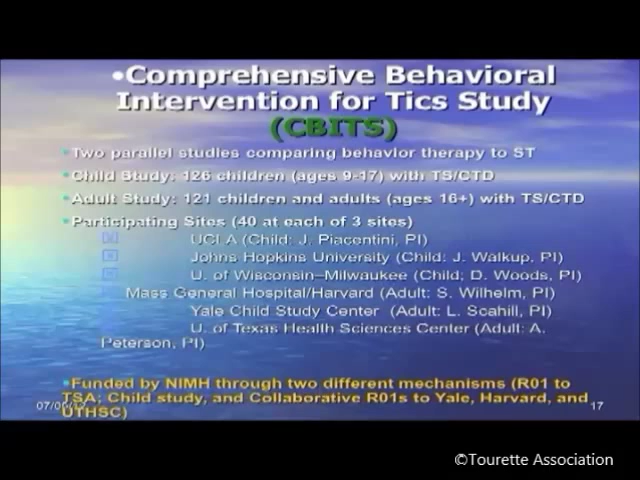 •Comprehensive Behavioral
Intervention for Tics Study
(CBITS)
•Two parallel studies comparing behavior therapy to ST
•Child Study: 126 children (ages 9-17) with TS/CTD
•Adult Study: 121 children and adults (ages 16+) with TS/CTD
•Participating Sites (40 at each of 3 sites)
UCLA (Child: J. Piacentini, PI)
Johns Hopkins University (Child: J. Walkup, PI)
U. of Wisconsin–Milwaukee (Child; D. Woods, PI)
Mass General Hospital/Harvard (Adult: S. Wilhelm, PI)
Yale Child Study Center (Adult: L. Scahill, PI)
U. of Texas Health Sciences Center (Adult: A.
Peterson, PI)
•Funded by NIMH through two different mechanisms (R01 to
TSA; Child study, and Collaborative R01s to Yale, Harvard, and
UTHSC)
17
©Tourette Association